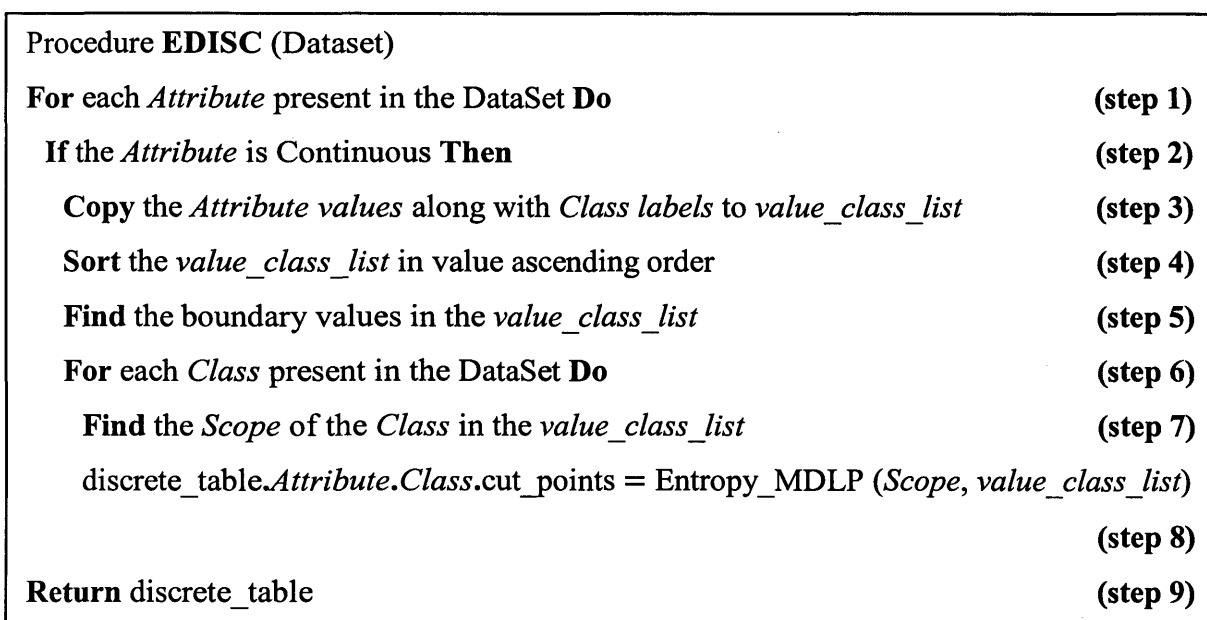 Procedure EDISC (Dataset)
For each Attribute present in the DataSet Do (step 1)
If the Attribute is Continuous Then (step 2)
Copy the Attribute values along with Class labels to value_class_list (step 3)
Sort the value_class_list in value ascending order (step 4)
Find the boundary values in the value_class_list (step 5)
For each Class present in the DataSet Do (step 6)
Find the Scope of the Class in the value_class_list (step 7)
discrete_table.Attribute.Class.cut_points = Entropy_MDLP (Scope, value_class_list)
(step 8)
Return discrete_table (step 9)